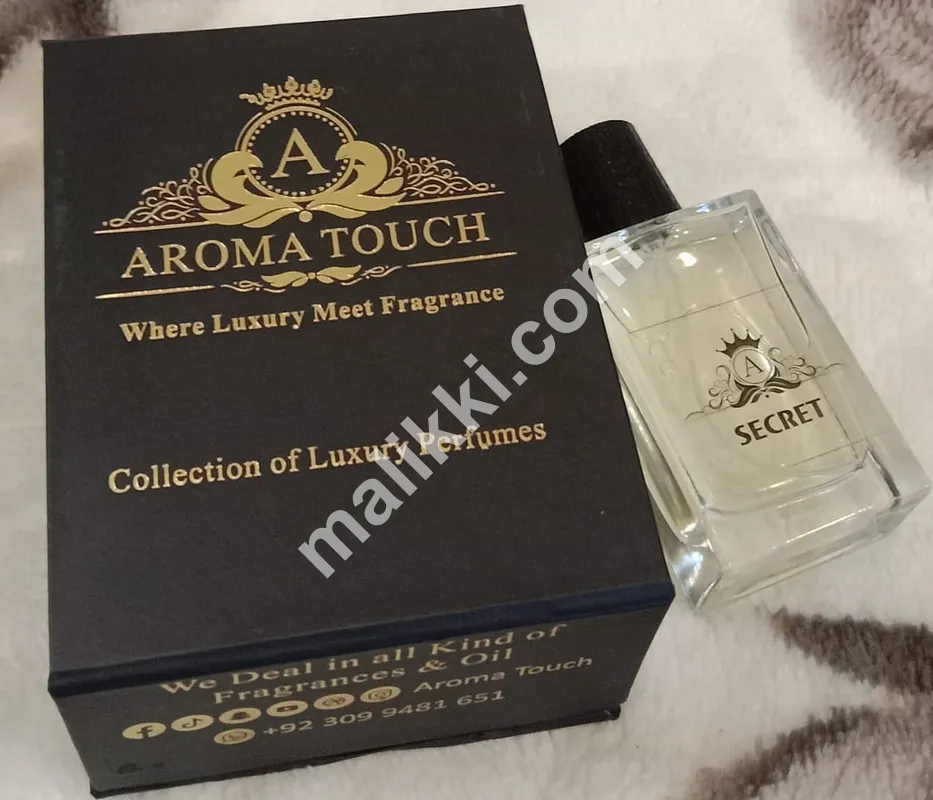 A
AROMA TOUCH
Where Luxury Meet Fragrance
Collection of Luxury Perfumes
We Deal in all Kind of
Fragrances & Oil
Aroma Touch
+92 309 9481 651
A
SECRET
malikki.com